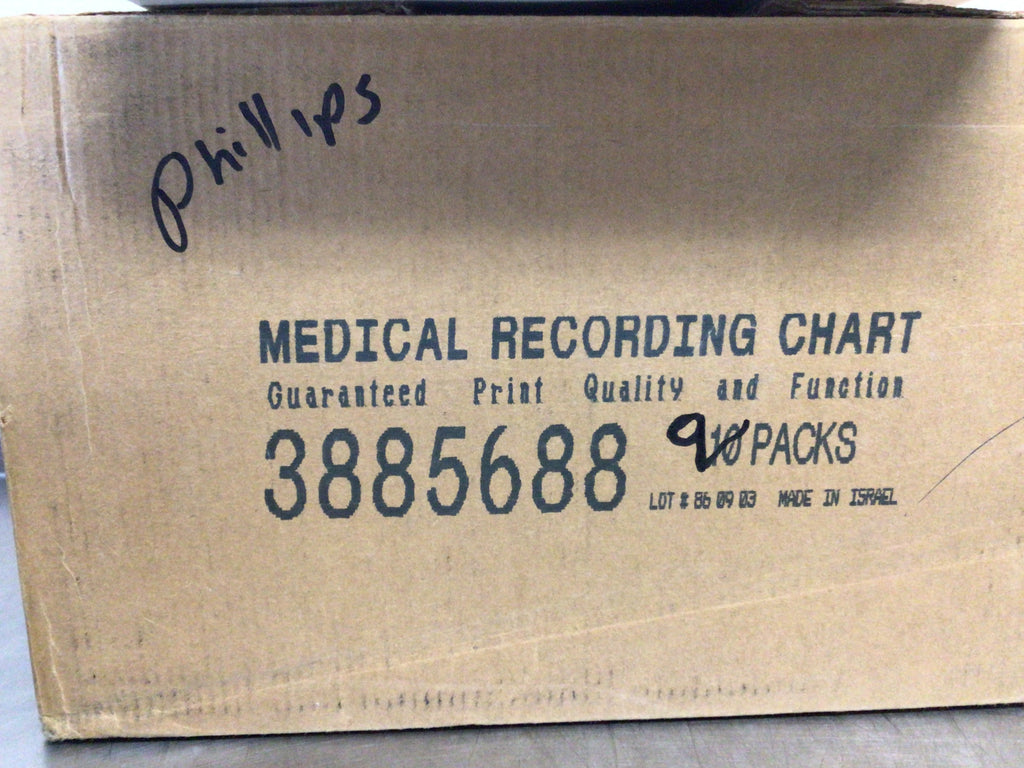 phillips
MEDICAL RECORDING CHART
Guaranteed Print Quality and Function
3885688 9 10 PACKS
LOT # 86 09 03 MADE IN ISRAEL